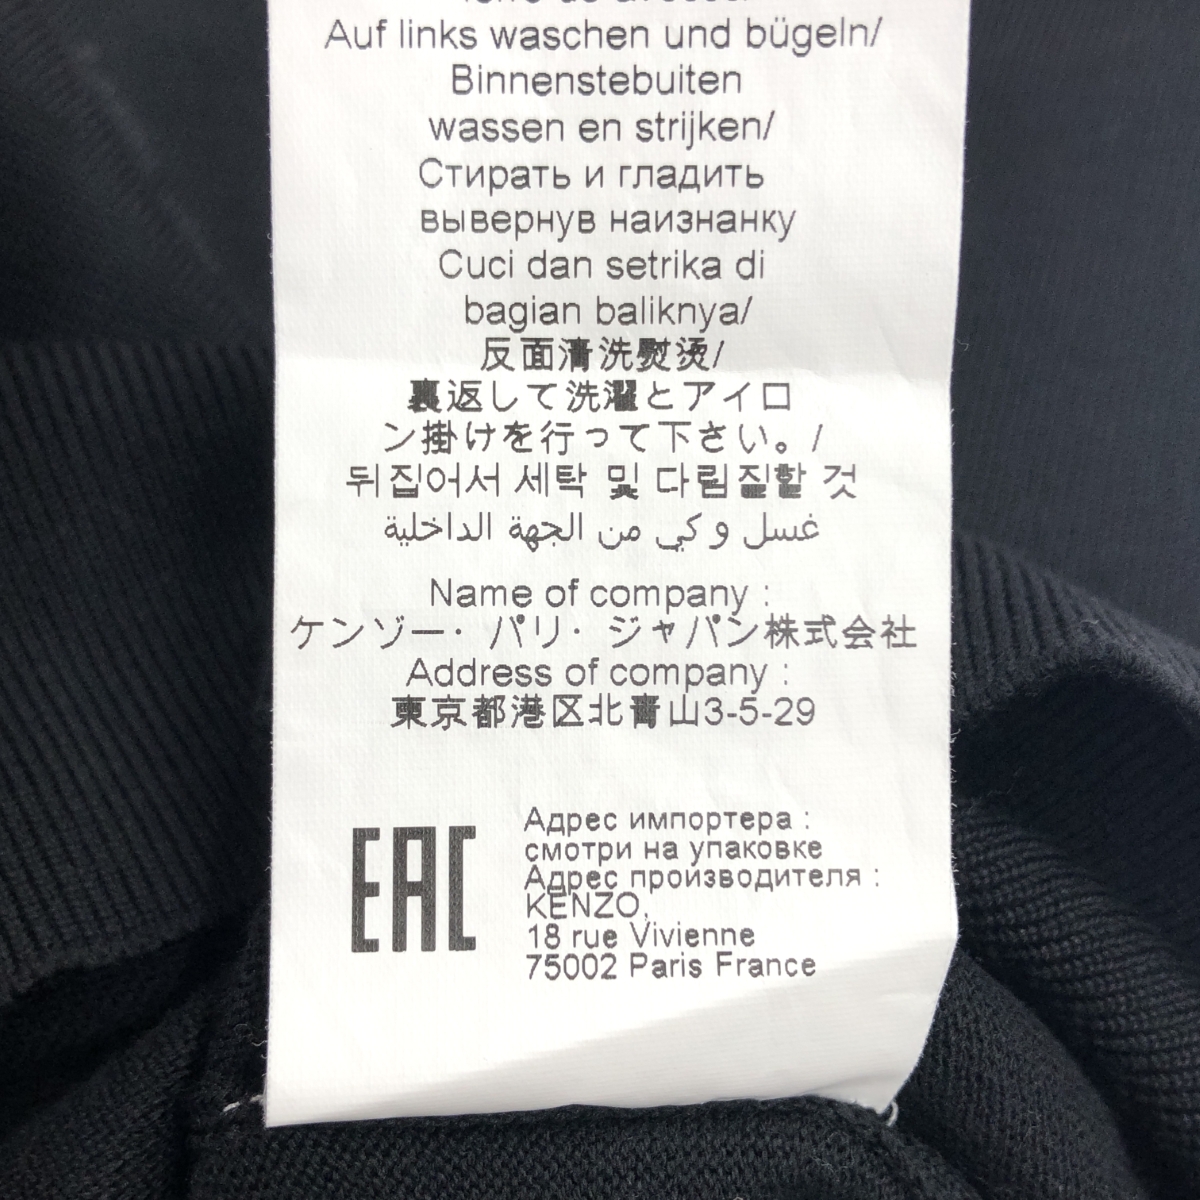 Auf links waschen und bügeln/
Binnenstebuiten
wassen en strijken/
Стирать и гладить
вывернув наизнанку
Cuci dan setrika di
bagian baliknya/
反面清洗熨烫/
裏返して洗濯とアイロ
ン掛けを行って下さい。/
뒤집어서 세탁 및 다림질할 것
غسل و كي من الجهة الداخلية
Name of company :
ケンゾー・パリ・ジャパン株式会社
Address of company :
東京都港区北青山3-5-29
EAC
Адрес импортера :
смотри на упаковке
Адрес производителя :
KENZO,
18 rue Vivienne
75002 Paris France